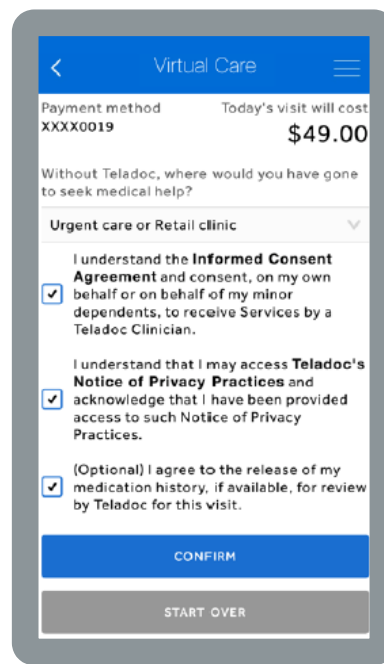 Virtual Care
Payment method Today's visit will cost
XXXX0019 $49.00
Without Teladoc, where would you have gone
to seek medical help?
Urgent care or Retail clinic
I understand the Informed Consent
Agreement and consent, on my own
behalf or on behalf of my minor
dependents, to receive Services by a
Teladoc Clinician.
I understand that I may access Teladoc's
Notice of Privacy Practices and
acknowledge that I have been provided
access to such Notice of Privacy
Practices.
(Optional) I agree to the release of my
medication history, if available, for review
by Teladoc for this visit.
CONFIRM
START OVER